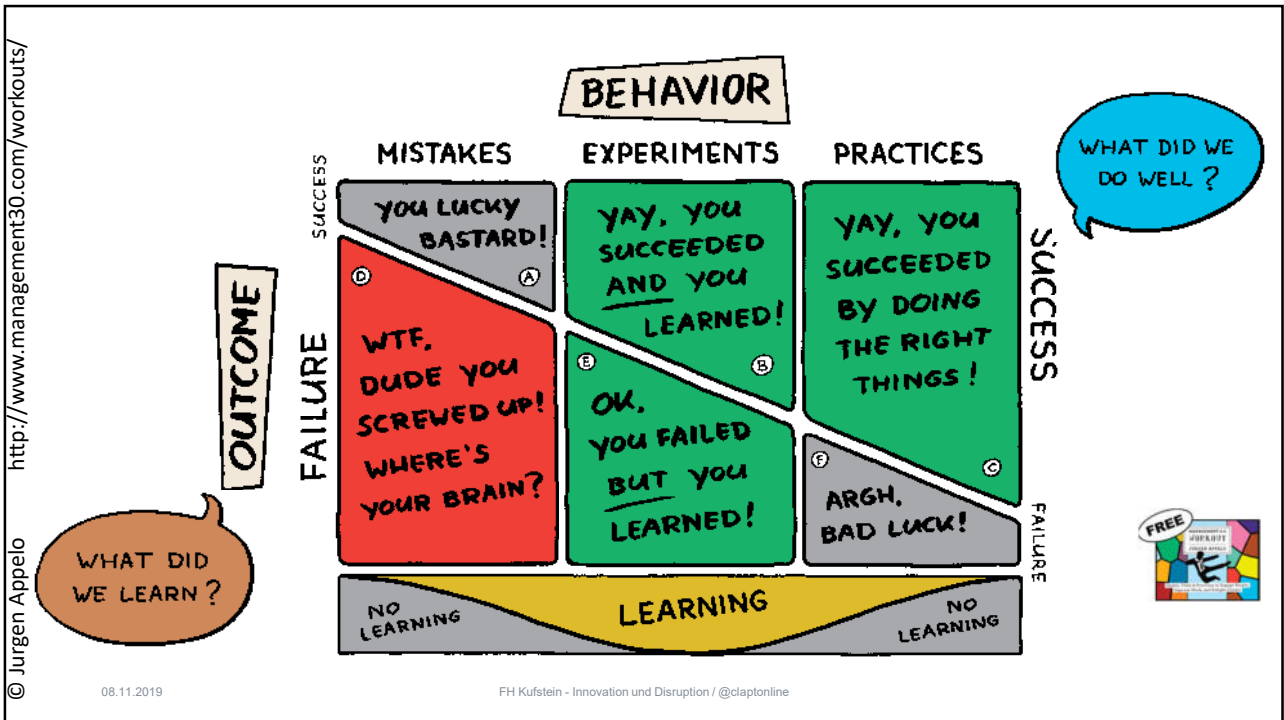 © Jurgen Appelo http://www.management30.com/workouts/
BEHAVIOR
MISTAKES
EXPERIMENTS
PRACTICES
OUTCOME
SUCCESS
FAILURE
SUCCESS
FAILURE
YOU LUCKY
BASTARD!
A
YAY, YOU
SUCCEEDED
AND YOU
LEARNED!
B
YAY, YOU
SUCCEEDED
BY DOING
THE RIGHT
THINGS!
C
D
WTF,
DUDE YOU
SCREWED UP!
WHERE'S
YOUR BRAIN?
E
OK,
YOU FAILED
BUT YOU
LEARNED!
F
ARGH,
BAD LUCK!
NO
LEARNING
LEARNING
NO
LEARNING
WHAT DID WE
DO WELL?
WHAT DID
WE LEARN?
FREE
WORKOUT
08.11.2019
FH Kufstein - Innovation und Disruption / @claptonline